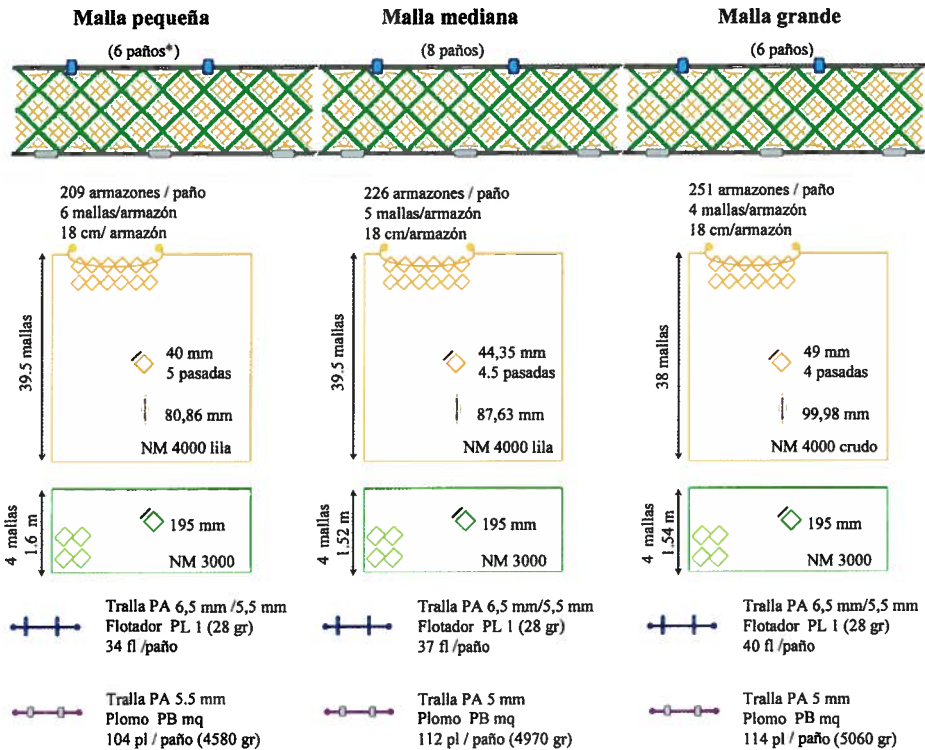 Malla pequeña
(6 paños*)
209 armazones / paño
6 mallas/armazón
18 cm/ armazón
39.5 mallas
40 mm
5 pasadas
80,86 mm
NM 4000 lila
4 mallas
1.6 m
195 mm
NM 3000
Tralla PA 6,5 mm /5,5 mm
Flotador PL 1 (28 gr)
34 fl /paño
Tralla PA 5.5 mm
Plomo PB mq
104 pl / paño (4580 gr)
Malla mediana
(8 paños)
226 armazones / paño
5 mallas/armazón
18 cm/armazón
39.5 mallas
44,35 mm
4.5 pasadas
87,63 mm
NM 4000 lila
4 mallas
1.52 m
195 mm
NM 3000
Tralla PA 6,5 mm/5,5 mm
Flotador PL 1 (28 gr)
37 fl /paño
Tralla PA 5 mm
Plomo PB mq
112 pl / paño (4970 gr)
Malla grande
(6 paños)
251 armazones / paño
4 mallas/armazón
18 cm/armazón
38 mallas
49 mm
4 pasadas
99,98 mm
NM 4000 crudo
4 mallas
1.54 m
195 mm
NM 3000
Tralla PA 6,5 mm/5,5 mm
Flotador PL 1 (28 gr)
40 fl /paño
Tralla PA 5 mm
Plomo PB mq
114 pl / paño (5060 gr)